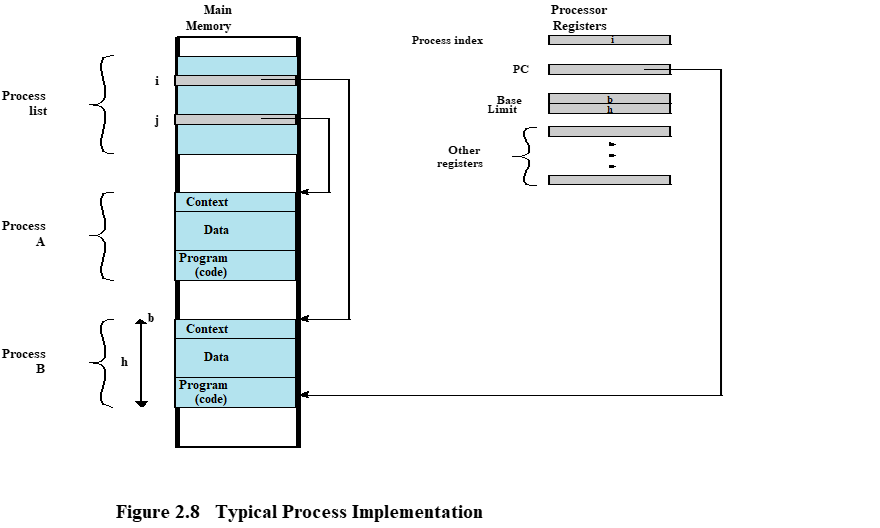 Main
Memory
Processor
Registers
Process index
i
PC
Base
b
Limit
h
Other
registers
Process
list
i
j
Process
A
Context
Data
Program
(code)
Process
B
b
h
Context
Data
Program
(code)
Figure 2.8 Typical Process Implementation